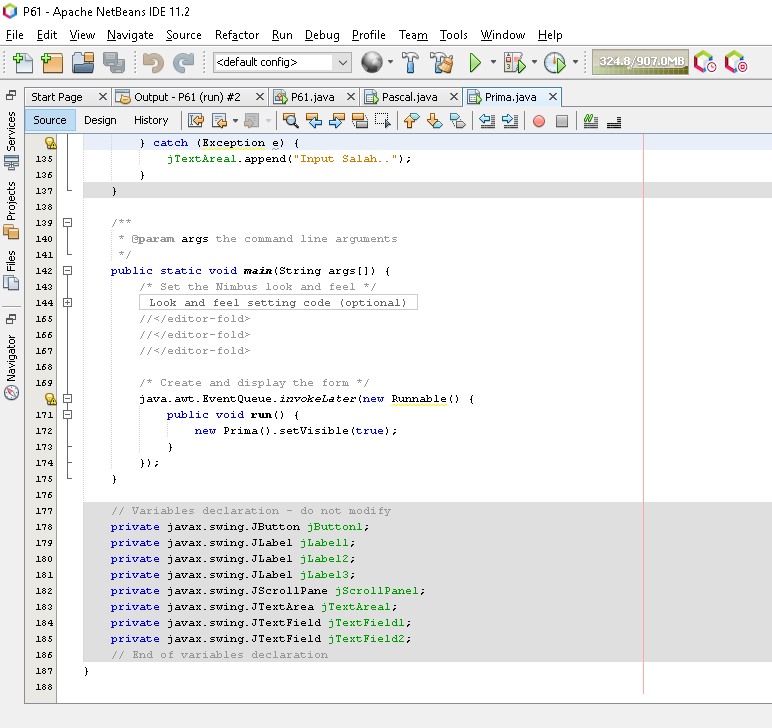 P61 - Apache NetBeans IDE 11.2
File Edit View Navigate Source Refactor Run Debug Profile Team Tools Window Help
<default config> 324.8/907.0MB
Start Page Output - P61 (run) #2 P61.java Pascal.java Prima.java
Source Design History
Services
Projects
Files
Navigator
} catch (Exception e) {
135 jTextArea1.append("Input Salah..");
136 }
137 }
138
139 /**
140 * @param args the command line arguments
141 */
142 public static void main(String args[]) {
143 /* Set the Nimbus look and feel */
144 Look and feel setting code (optional)
165 //</editor-fold>
166 //</editor-fold>
167 //</editor-fold>
168
169 /* Create and display the form */
java.awt.EventQueue.invokeLater(new Runnable() {
171 public void run() {
172 new Prima().setVisible(true);
173 }
174 });
175 }
176
177 // Variables declaration - do not modify
178 private javax.swing.JButton jButton1;
179 private javax.swing.JLabel jLabel1;
180 private javax.swing.JLabel jLabel2;
181 private javax.swing.JLabel jLabel3;
182 private javax.swing.JScrollPane jScrollPane1;
183 private javax.swing.JTextArea jTextArea1;
184 private javax.swing.JTextField jTextField1;
185 private javax.swing.JTextField jTextField2;
186 // End of variables declaration
187 }
188